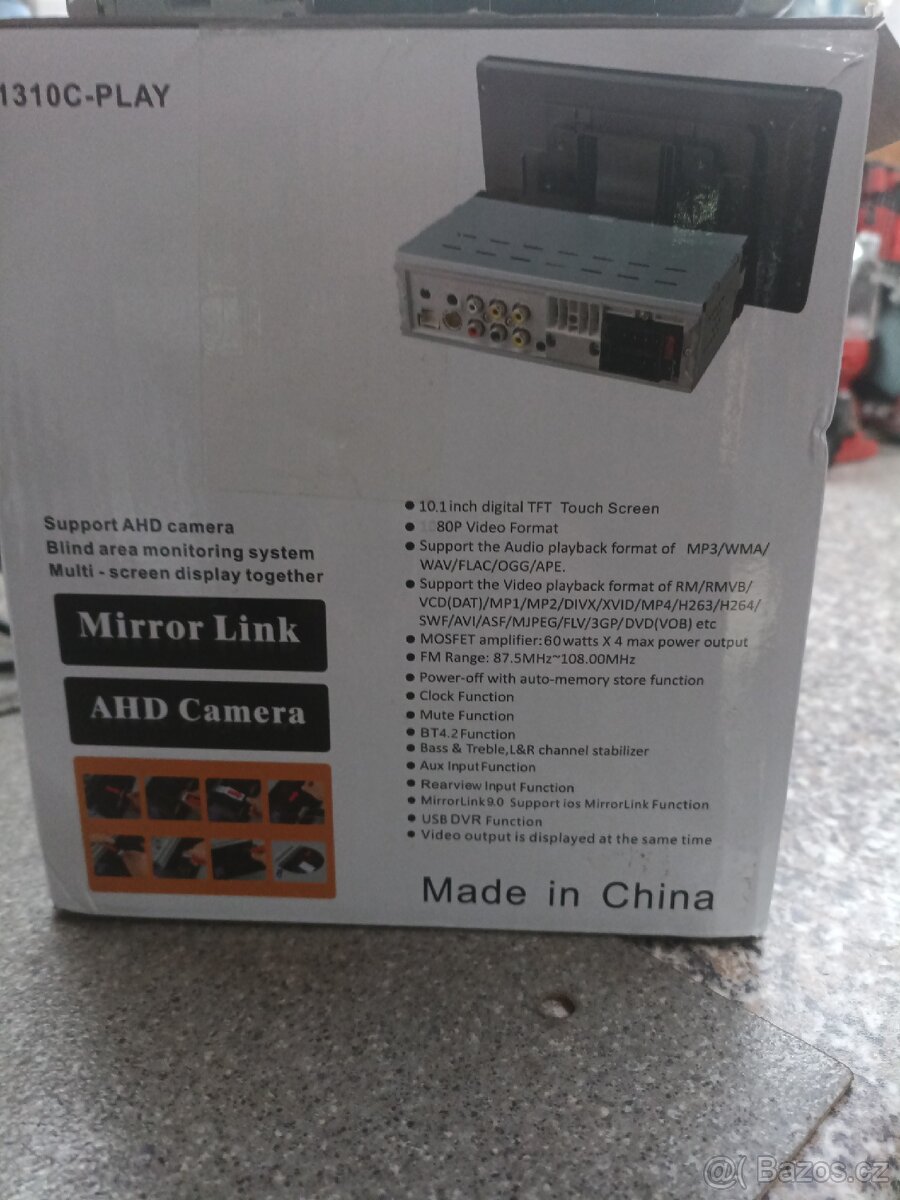 1310C-PLAY
Support AHD camera
Blind area monitoring system
Multi - screen display together
Mirror Link
AHD Camera
10.1 inch digital TFT Touch Screen
1080P Video Format
Support the Audio playback format of MP3/WMA/
WAV/FLAC/OGG/APE.
Support the Video playback format of RM/RMVB/
VCD(DAT)/MP1/MP2/DIVX/XVID/MP4/H263/H264/
SWF/AVI/ASF/MJPEG/FLV/3GP/DVD(VOB) etc
MOSFET amplifier:60watts X 4 max power output
FM Range: 87.5MHz~108.00MHz
Power-off with auto-memory store function
Clock Function
Mute Function
BT4.2 Function
Bass & Treble,L&R channel stabilizer
Aux Input Function
Rearview Input Function
MirrorLink9.0 Support ios MirrorLink Function
USB DVR Function
Video output is displayed at the same time
Made in China
@( Bazos.cz